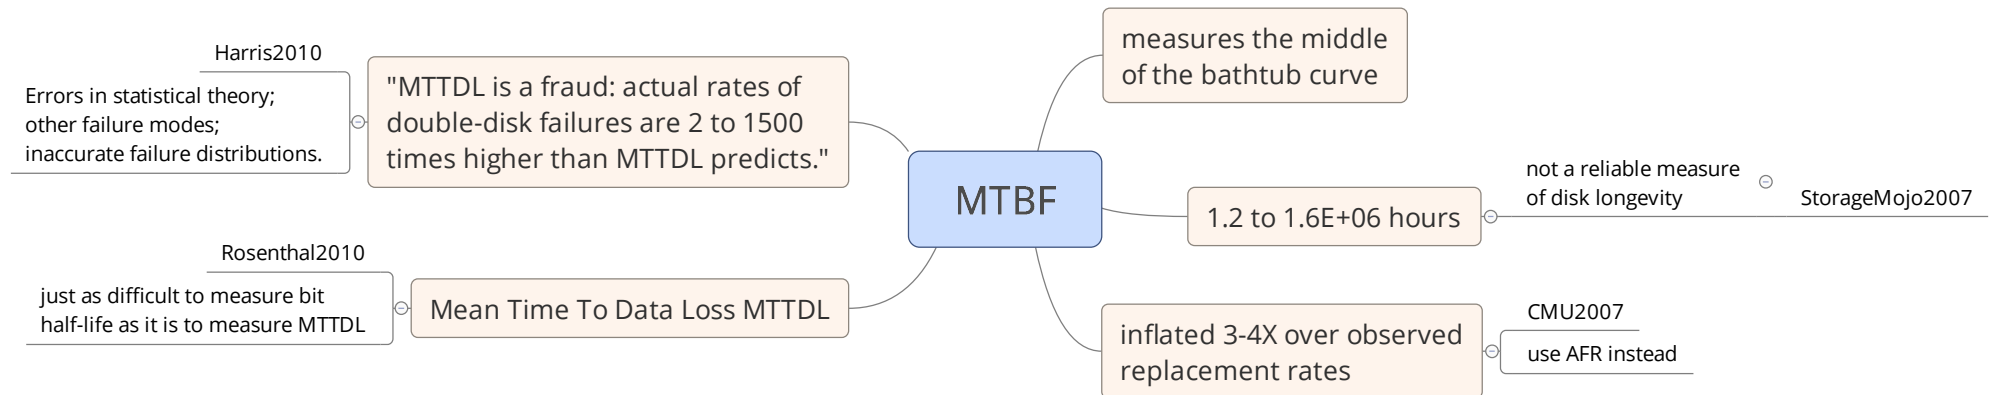 Harris2010
Errors in statistical theory;
other failure modes;
inaccurate failure distributions.
"MTTDL is a fraud: actual rates of
double-disk failures are 2 to 1500
times higher than MTTDL predicts."
Rosenthal2010
just as difficult to measure bit
half-life as it is to measure MTTDL
Mean Time To Data Loss MTTDL
MTBF
measures the middle
of the bathtub curve
1.2 to 1.6E+06 hours
not a reliable measure
of disk longevity
StorageMojo2007
inflated 3-4X over observed
replacement rates
CMU2007
use AFR instead